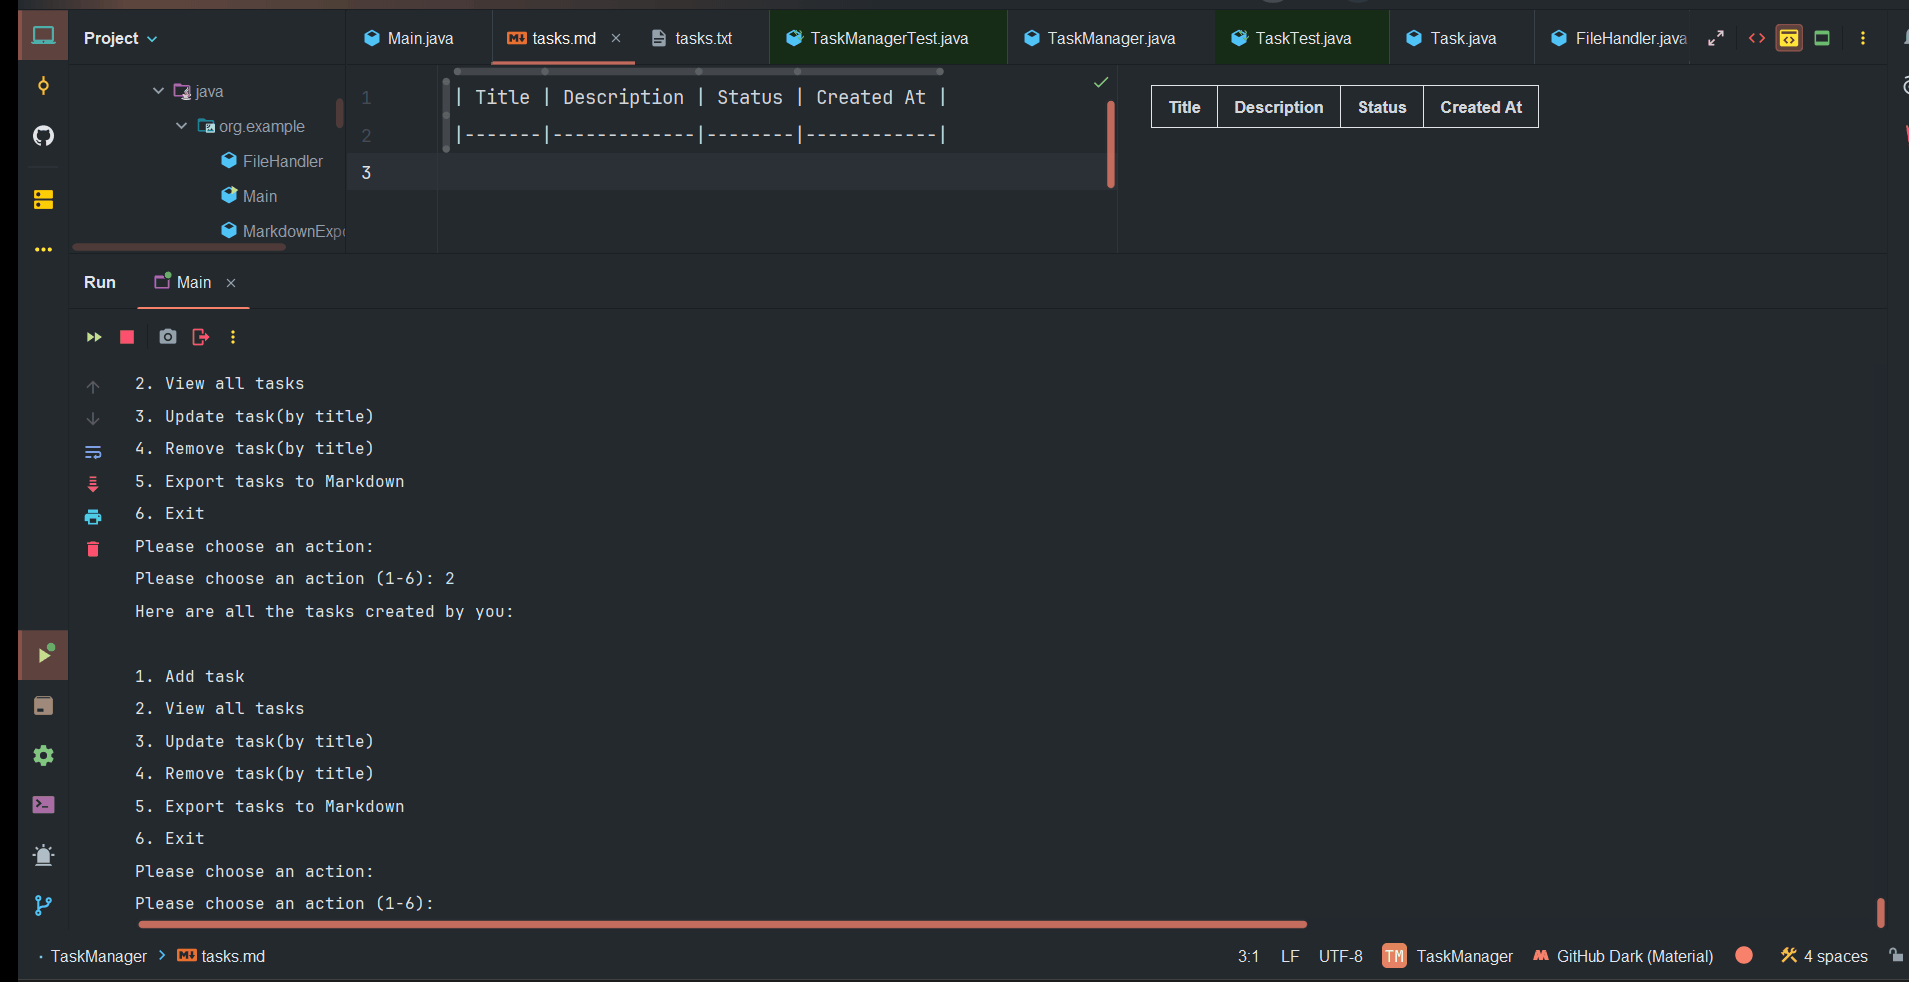 Project
Main.java
tasks.md
tasks.txt
TaskManagerTest.java
TaskManager.java
TaskTest.java
Task.java
FileHandler.java
java
org.example
FileHandler
Main
MarkdownExpo
1 | Title | Description | Status | Created At |
2 |-------|-------------|--------|------------|
3
Title Description Status Created At
Run
Main
2. View all tasks
3. Update task(by title)
4. Remove task(by title)
5. Export tasks to Markdown
6. Exit
Please choose an action:
Please choose an action (1-6): 2
Here are all the tasks created by you:
1. Add task
2. View all tasks
3. Update task(by title)
4. Remove task(by title)
5. Export tasks to Markdown
6. Exit
Please choose an action:
Please choose an action (1-6):
TaskManager
tasks.md
3:1
LF
UTF-8
TM
TaskManager
GitHub Dark (Material)
4 spaces